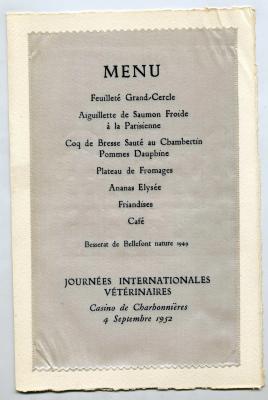 MENU
Feuilleté Grand-Cercle
Aiguillette de Saumon Froide
à la Parisienne
Coq de Bresse Sauté au Chambertin
Pommes Dauphine
Plateau de Fromages
Ananas Elysée
Friandises
Café
Besserat de Bellefont nature 1949
JOURNÉES INTERNATIONALES
VÉTÉRINAIRES
Casino de Charbonnières
4 Septembre 1952